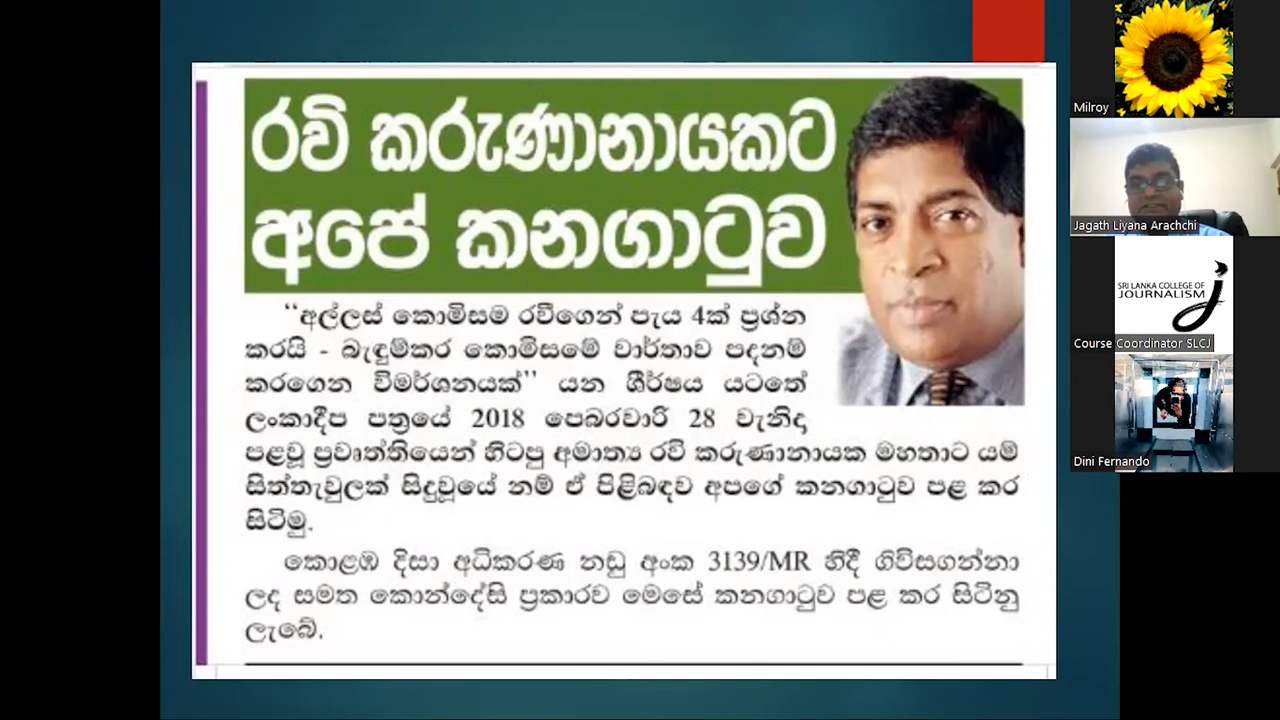 රවි කරුණානායකට
අපේ කනගාටුව
“අල්ලස් කොමිසම රවීගෙන් පැය 4ක් ප්‍රශ්න
කරයි - බැඳුම්කර කොමිසමේ වාර්තාව පදනම්
කරගෙන විමර්ශනයක්” යන ශීර්ෂය යටතේ
ලංකාදීප පත්‍රයේ 2018 පෙබරවාරි 28 වැනිදා
පළවූ ප්‍රවෘත්තියෙන් හිටපු අමාත්‍ය රවි කරුණානායක මහතාට යම්
සිත්තැවුලක් සිදුවූයේ නම් ඒ පිළිබඳව අපගේ කනගාටුව පළ කර
සිටිමු.
කොළඹ දිසා අධිකරණ නඩු අංක 3139/MR හිදී ගිවිසගන්නා
ලද සමත කොන්දේසි ප්‍රකාරව මෙසේ කනගාටුව පළ කර සිටිනු
ලැබේ.
Milroy
Jagath Liyana Arachchi
SRI LANKA COLLEGE OF
JOURNALISM
Course Coordinator SLCJ
Dini Fernando